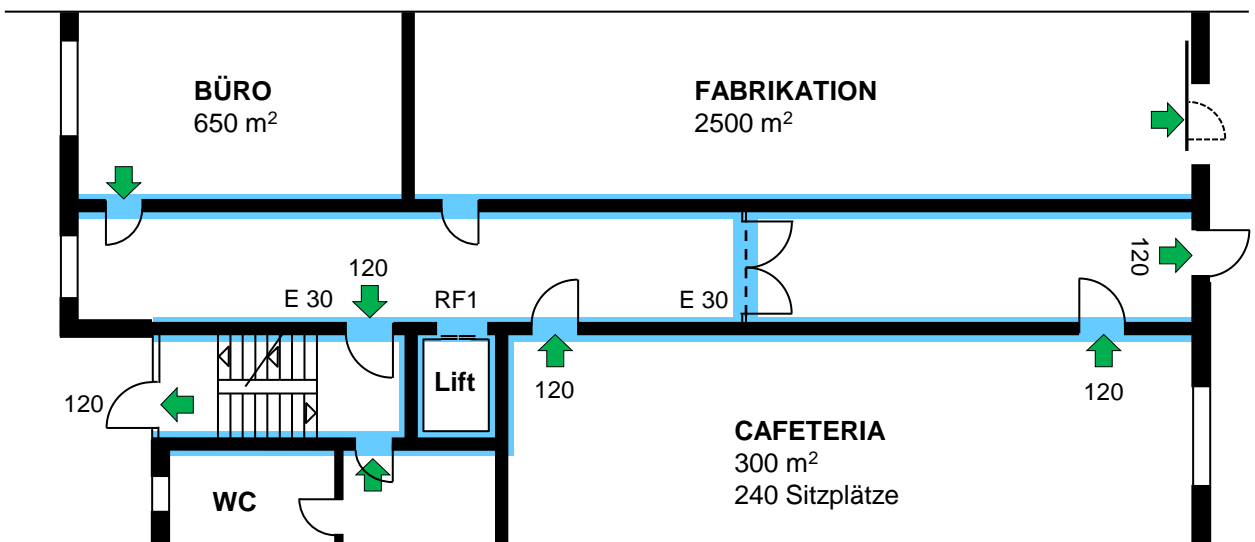 BÜRO
650 m²
FABRIKATION
2500 m²
120
E 30
RF1
E 30
120
120
120
120
Lift
CAFETERIA
300 m²
240 Sitzplätze
WC